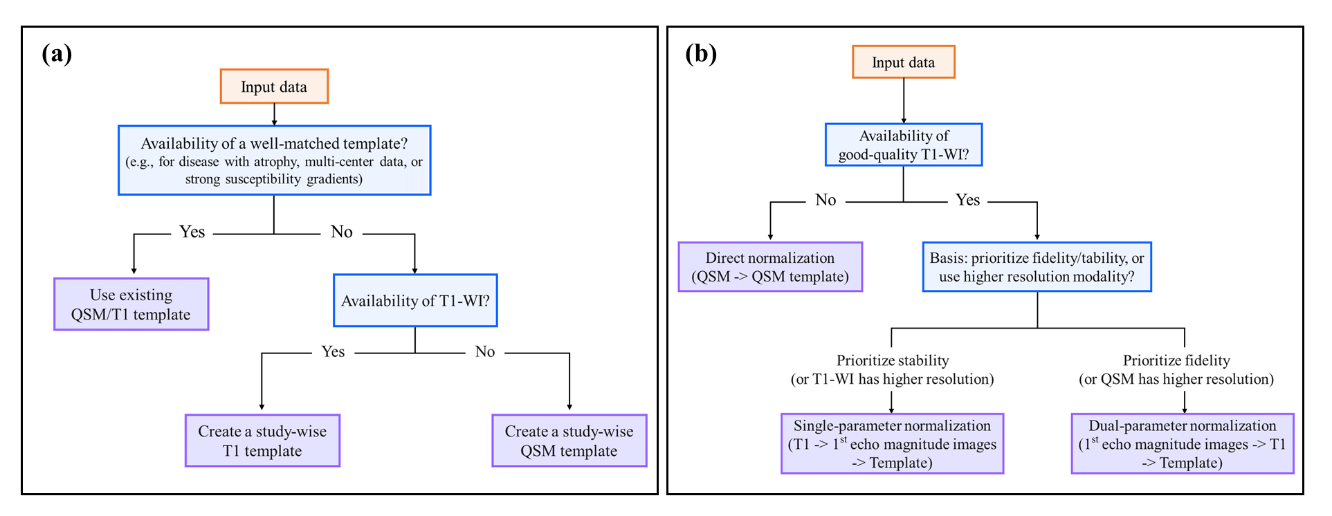 (a)
Input data
Availability of a well-matched template?
(e.g., for disease with atrophy, multi-center data, or
strong susceptibility gradients)
Yes
No
Use existing
QSM/T1 template
Availability of T1-WI?
Yes
No
Create a study-wise
T1 template
Create a study-wise
QSM template
(b)
Input data
Availability of
good-quality T1-WI?
No
Yes
Direct normalization
(QSM -> QSM template)
Basis: prioritize fidelity/tability, or
use higher resolution modality?
Prioritize stability
(or T1-WI has higher resolution)
Prioritize fidelity
(or QSM has higher resolution)
Single-parameter normalization
(T1 -> 1st echo magnitude images
-> Template)
Dual-parameter normalization
(1st echo magnitude images -> T1
-> Template)